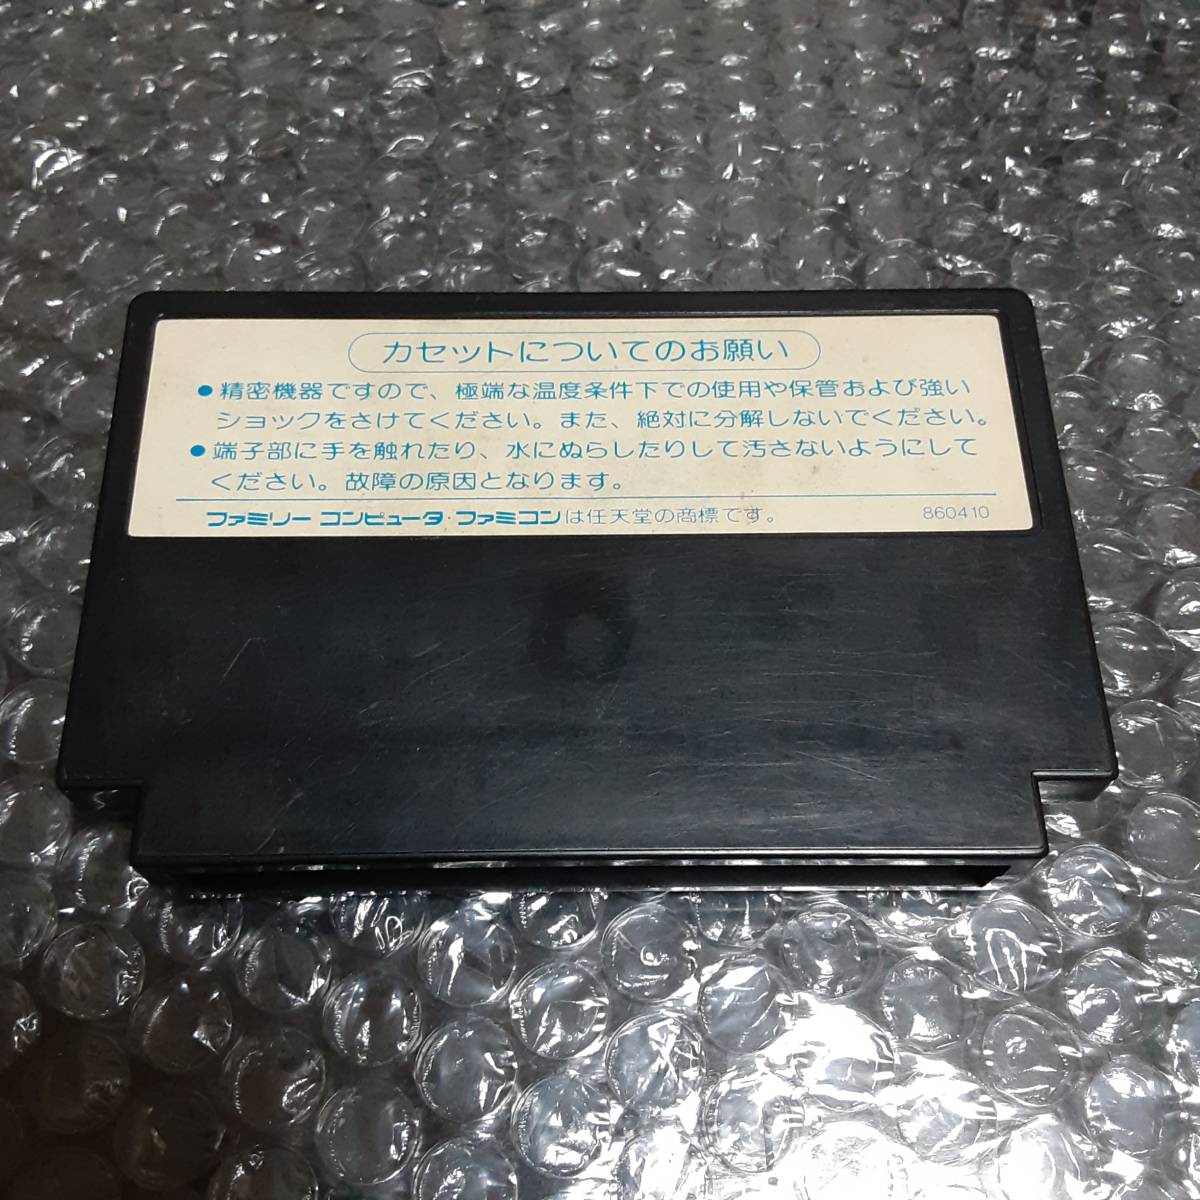 カセットについてのお願い
●精密機器ですので、極端な温度条件下での使用や保管および強い
ショックをさけてください。また、絶対に分解しないでください。
●端子部に手を触れたり、水にぬらしたりして汚さないようにして
ください。故障の原因となります。
ファミリー コンピュータ・ファミコンは任天堂の商標です。 860410